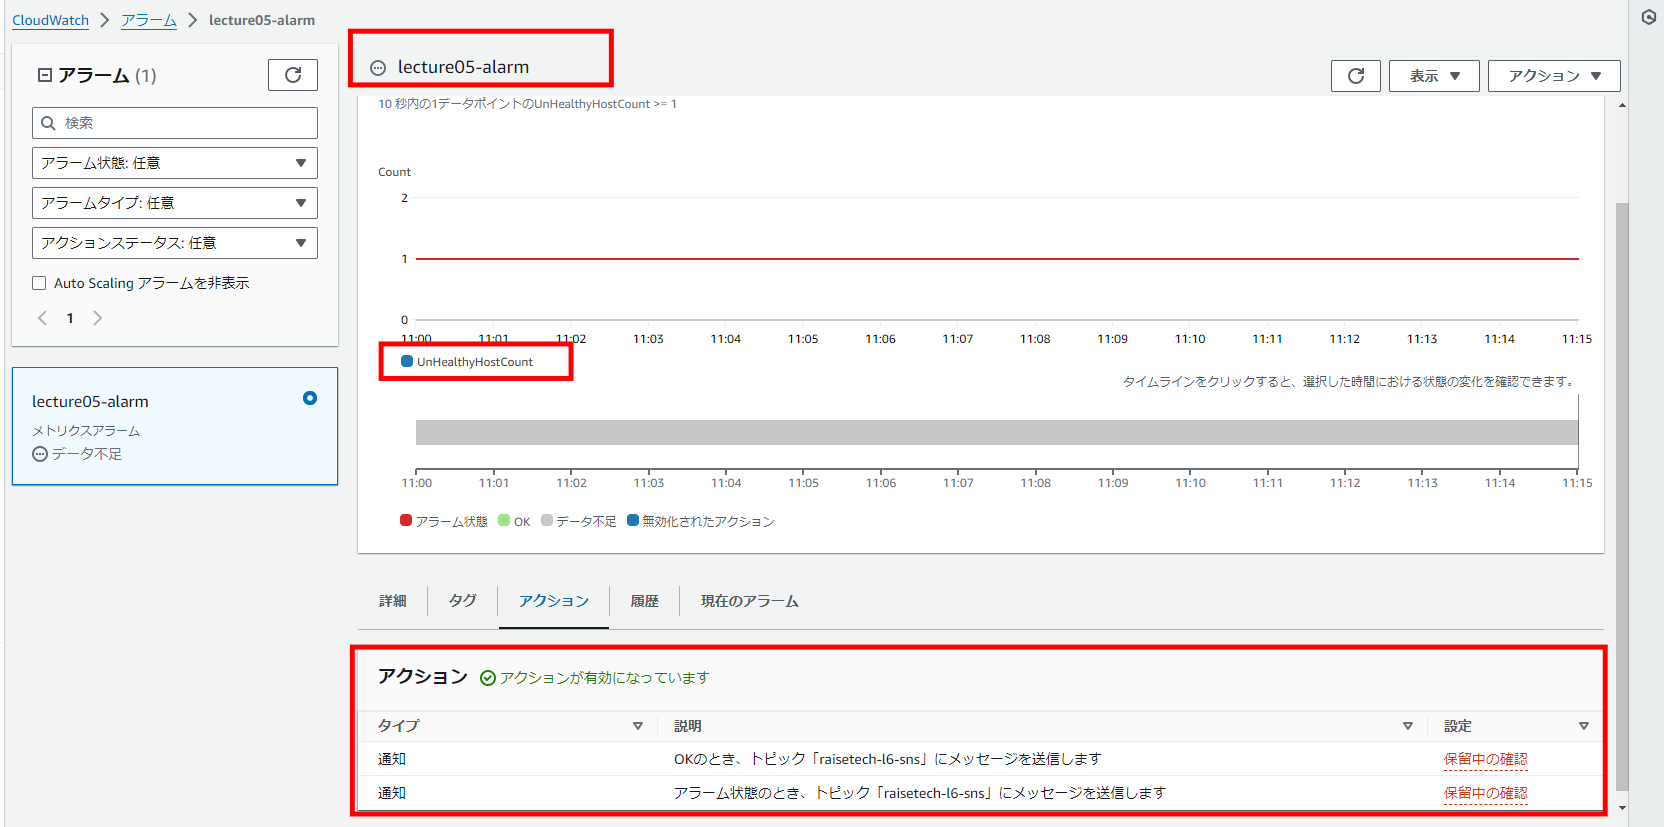 CloudWatch > アラーム > lecture05-alarm
アラーム (1)
検索
アラーム状態: 任意
アラームタイプ: 任意
アクションステータス: 任意
Auto Scaling アラームを非表示
1
lecture05-alarm
メトリクスアラーム
データ不足
lecture05-alarm
表示
アクション
10 秒内の1データポイントのUnHealthyHostCount >= 1
Count
2
1
0
11:00 11:01 11:02 11:03 11:04 11:05 11:06 11:07 11:08 11:09 11:10 11:11 11:12 11:13 11:14 11:15
UnHealthyHostCount
タイムラインをクリックすると、選択した時間における状態の変化を確認できます。
11:00 11:01 11:02 11:03 11:04 11:05 11:06 11:07 11:08 11:09 11:10 11:11 11:12 11:13 11:14 11:15
アラーム状態 OK データ不足 無効化されたアクション
詳細 タグ アクション 履歴 現在のアラーム
アクション アクションが有効になっています
タイプ 説明 設定
通知 OKのとき、トピック「raisetech-l6-sns」にメッセージを送信します 保留中の確認
通知 アラーム状態のとき、トピック「raisetech-l6-sns」にメッセージを送信します 保留中の確認